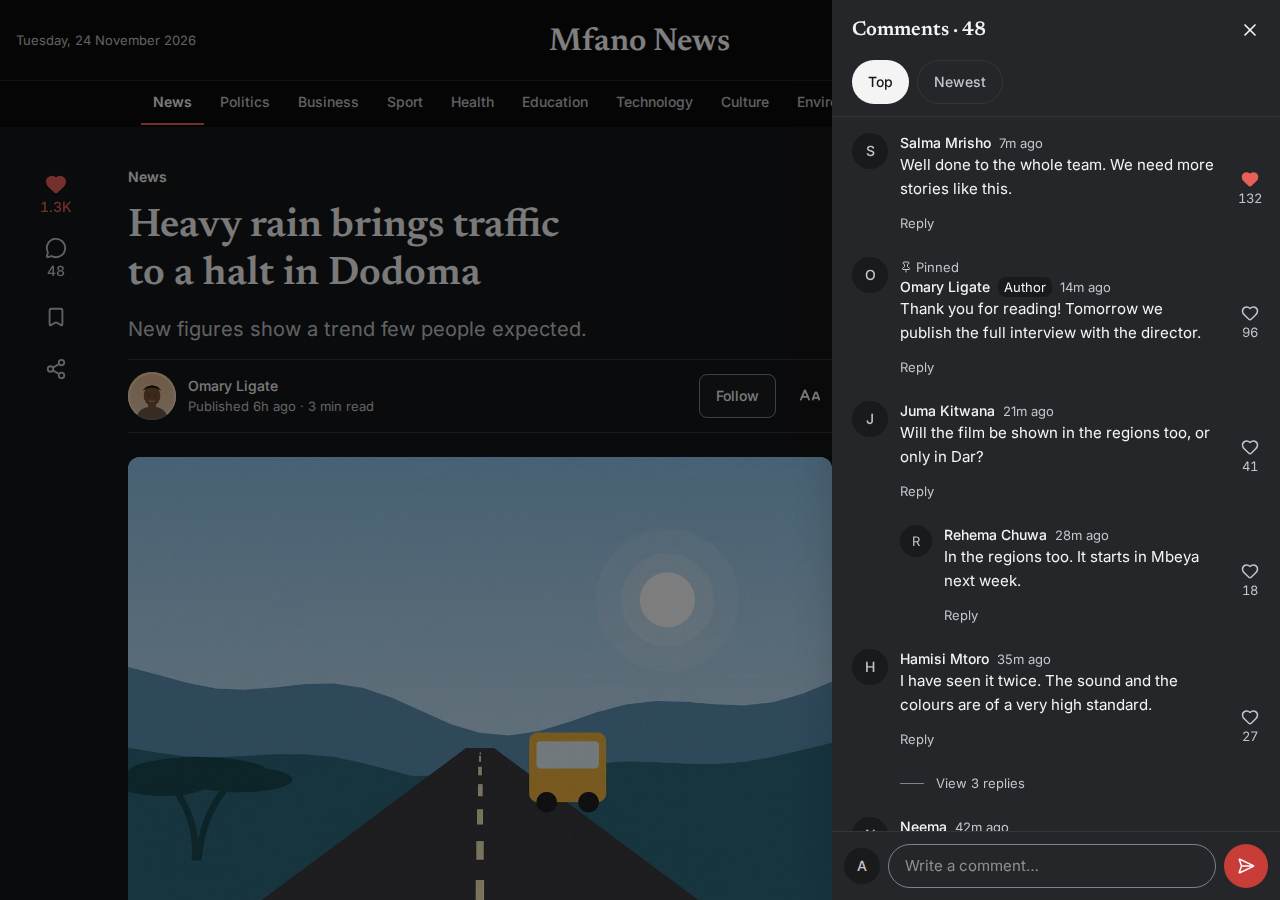 Tuesday, 24 November 2026
Mfano News
News
Politics
Business
Sport
Health
Education
Technology
Culture
1.3K
48
News
Heavy rain brings traffic
to a halt in Dodoma
New figures show a trend few people expected.
Omary Ligate
Published 6h ago · 3 min read
Follow
AA
Comments · 48
Top
Newest
S
Salma Mrisho 7m ago
Well done to the whole team. We need more
stories like this.
132
Reply
Pinned
O
Omary Ligate Author 14m ago
Thank you for reading! Tomorrow we
publish the full interview with the director.
96
Reply
J
Juma Kitwana 21m ago
Will the film be shown in the regions too, or
only in Dar?
41
Reply
R
Rehema Chuwa 28m ago
In the regions too. It starts in Mbeya
next week.
18
Reply
H
Hamisi Mtoro 35m ago
I have seen it twice. The sound and the
colours are of a very high standard.
27
Reply
View 3 replies
Neema 42m ago
A
Write a comment...